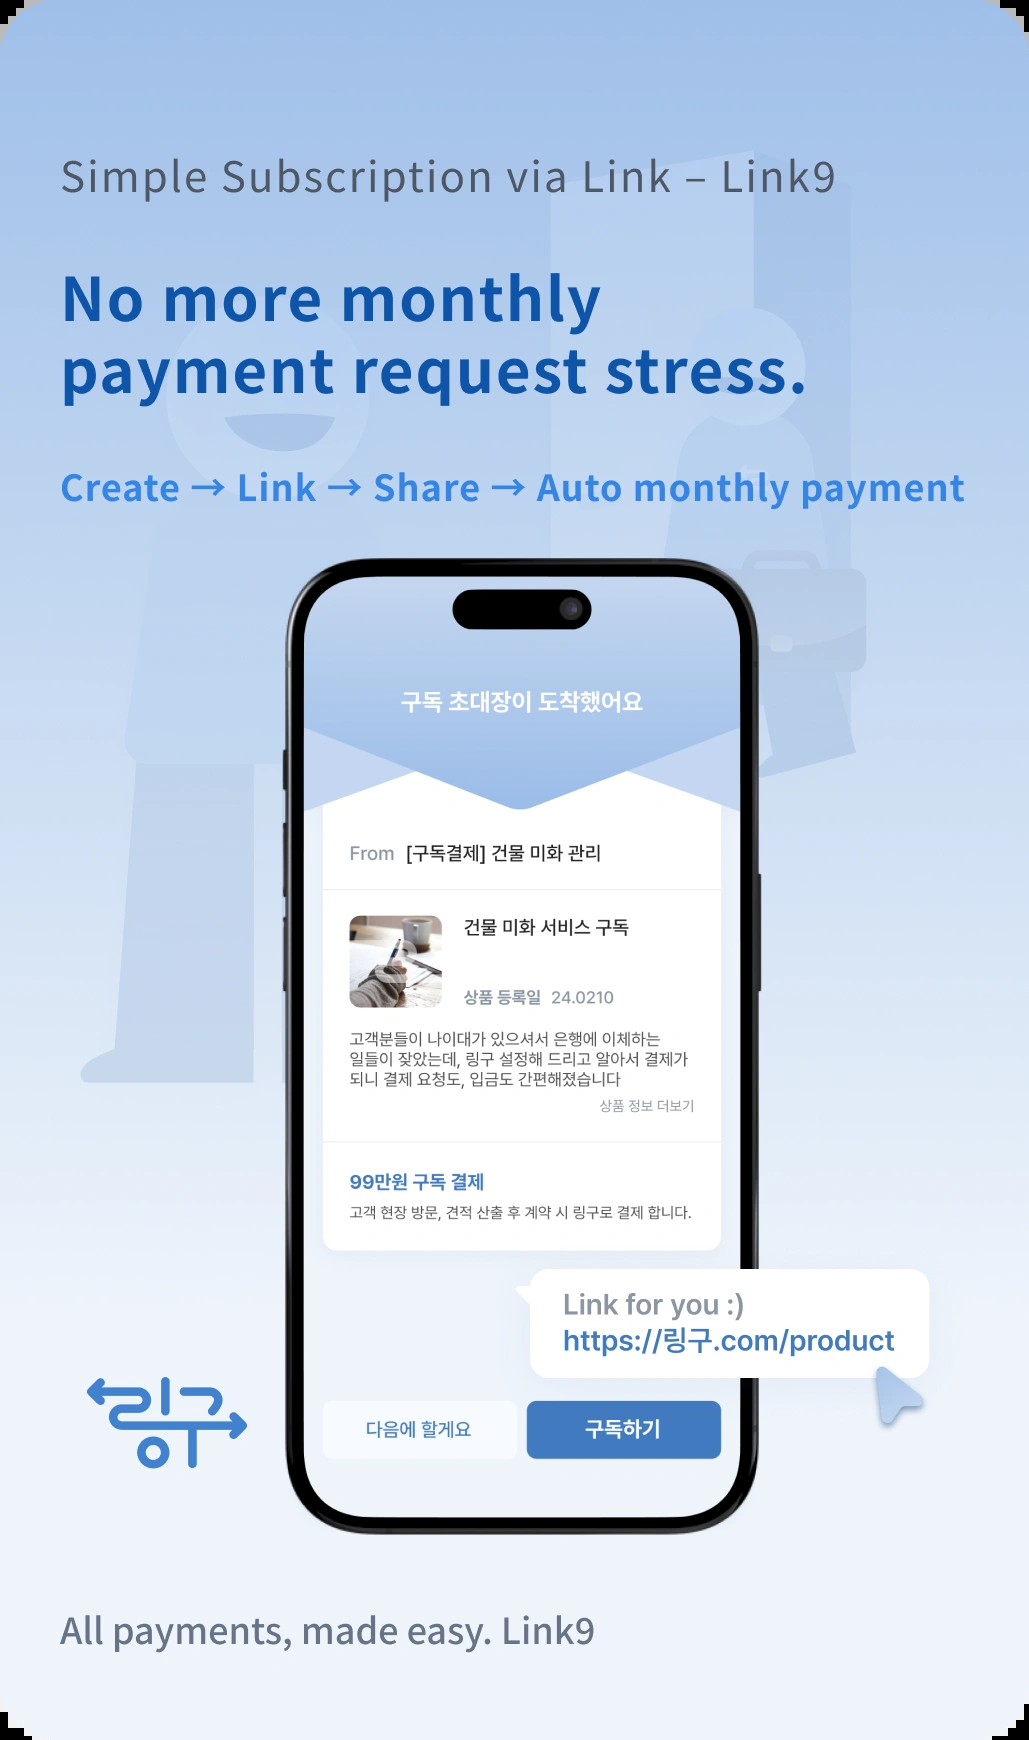 Simple Subscription via Link – Link9
No more monthly
payment request stress.
Create → Link → Share → Auto monthly payment
구독 초대장이 도착했어요
From [구독결제] 건물 미화 관리
건물 미화 서비스 구독
상품 등록일 24.0210
고객분들이 나이대가 있으셔서 은행에 이체하는
일들이 잦았는데, 링구 설정해 드리고 알아서 결제가
되니 결제 요청도, 입금도 간편해졌습니다
상품 정보 더보기
99만원 구독 결제
고객 현장 방문, 견적 산출 후 계약 시 링구로 결제 합니다.
Link for you :)
https://링구.com/product
링구
다음에 할게요
구독하기
All payments, made easy. Link9